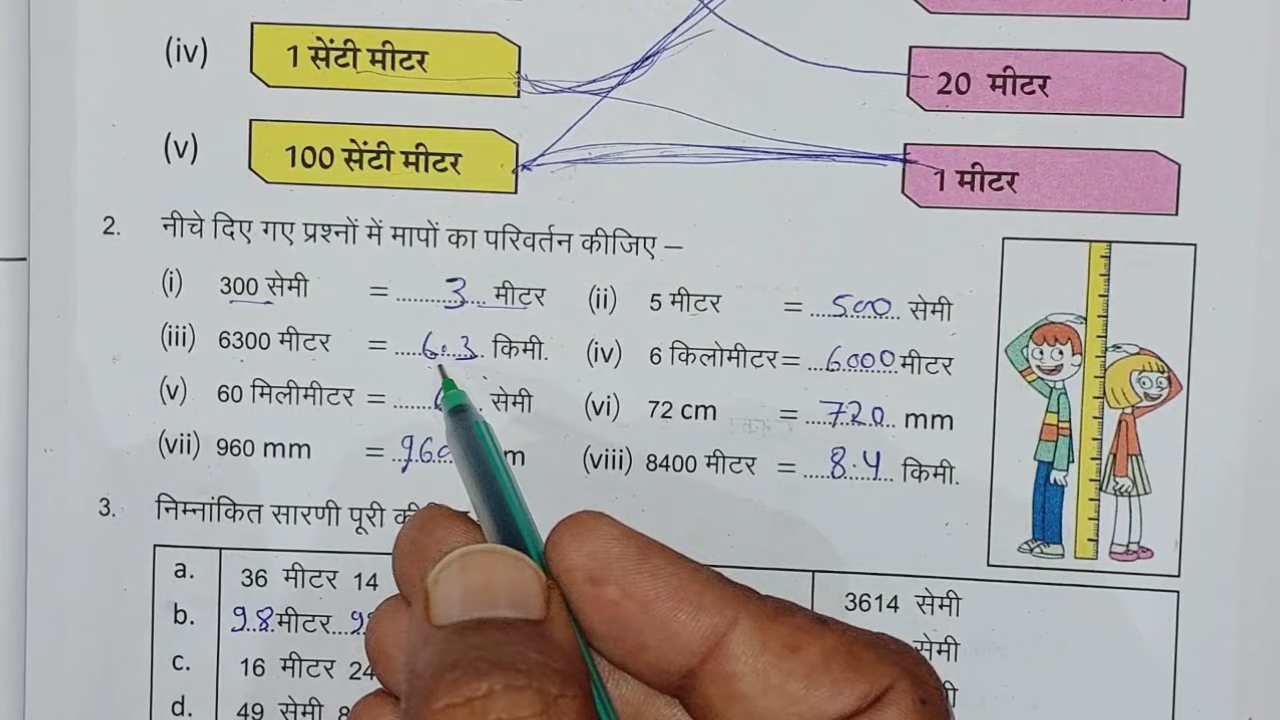 (iv) 1 सेंटी मीटर 20 मीटर
(v) 100 सेंटी मीटर 1 मीटर
2. नीचे दिए गए प्रश्नों में मापों का परिवर्तन कीजिए –
(i) 300 सेमी = ..........3... मीटर (ii) 5 मीटर = ....500.. सेमी
(iii) 6300 मीटर = .....6.3. किमी. (iv) 6 किलोमीटर= ...6000 मीटर
(v) 60 मिलीमीटर = ....... सेमी (vi) 72 cm = ..720.. mm
(vii) 960 mm = ..960 m (viii) 8400 मीटर = ....8.4... किमी.
3. निम्नांकित सारणी पूरी
a. 36 मीटर 14 3614 सेमी
b. 98 मीटर सेमी
c. 16 मीटर 24
d. 49 सेमी 8